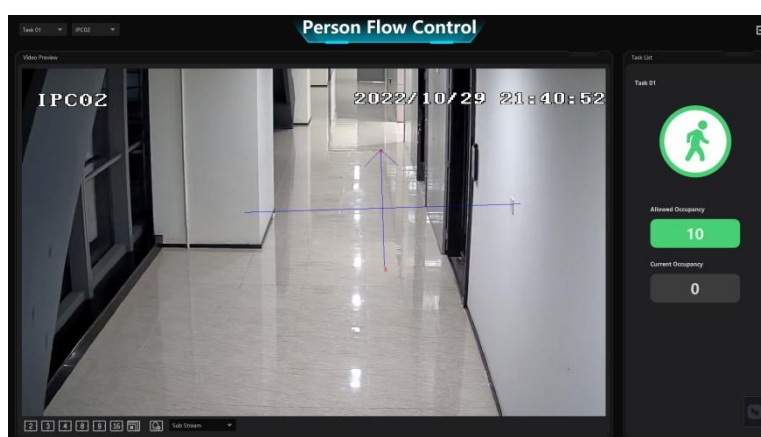 Task 01 IPC02
Person Flow Control
Video Preview
IPC02 2022/10/29 21:40:52
2 3 4 8 9 16
Sub Stream
Task List
Task 01
Allowed Occupancy
10
Current Occupancy
0